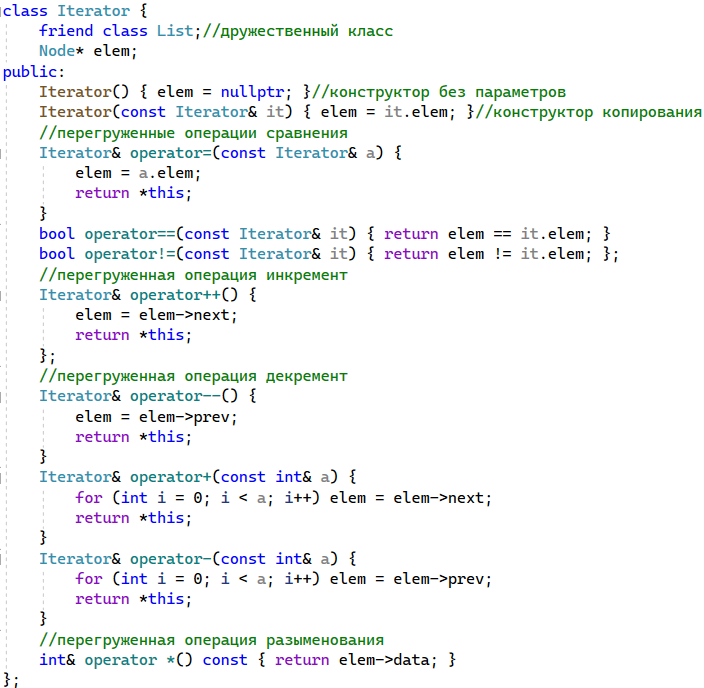 class Iterator {
    friend class List;//дружественный класс
    Node* elem;
public:
    Iterator() { elem = nullptr; }//конструктор без параметров
    Iterator(const Iterator& it) { elem = it.elem; }//конструктор копирования
    //перегруженные операции сравнения
    Iterator& operator=(const Iterator& a) {
        elem = a.elem;
        return *this;
    }
    bool operator==(const Iterator& it) { return elem == it.elem; }
    bool operator!=(const Iterator& it) { return elem != it.elem; };
    //перегруженная операция инкремент
    Iterator& operator++() {
        elem = elem->next;
        return *this;
    };
    //перегруженная операция декремент
    Iterator& operator--() {
        elem = elem->prev;
        return *this;
    }
    Iterator& operator+(const int& a) {
        for (int i = 0; i < a; i++) elem = elem->next;
        return *this;
    }
    Iterator& operator-(const int& a) {
        for (int i = 0; i < a; i++) elem = elem->prev;
        return *this;
    }
    //перегруженная операция разыменования
    int& operator *() const { return elem->data; }
};